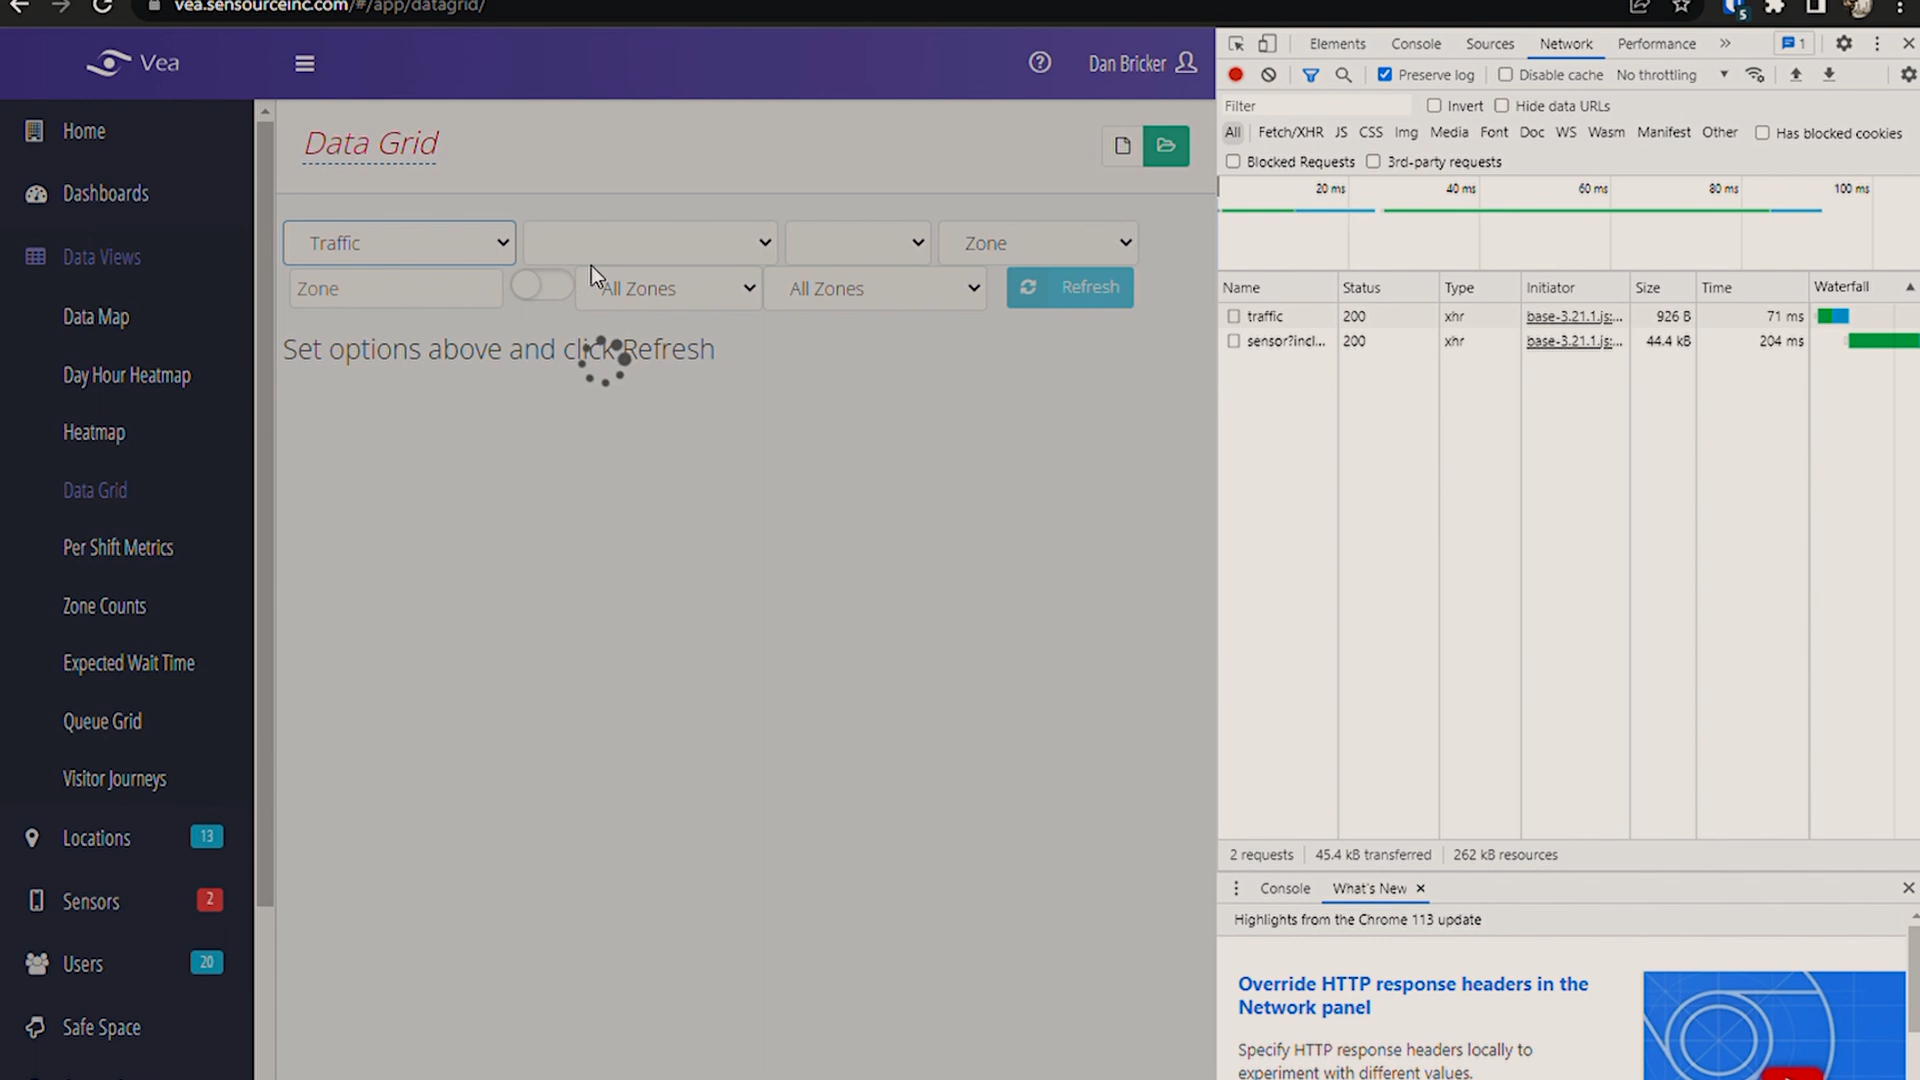 vea.sensourceinc.com/#/app/datagrid/
5
Vea
Dan Bricker
Home
Dashboards
Data Views
Data Map
Day Hour Heatmap
Heatmap
Data Grid
Per Shift Metrics
Zone Counts
Expected Wait Time
Queue Grid
Visitor Journeys
Locations 13
Sensors 2
Users 20
Safe Space
Data Grid
Traffic
Zone
Zone
All Zones
All Zones
Refresh
Set options above and click Refresh
Elements Console Sources Network Performance » 1
Preserve log Disable cache No throttling
Filter Invert Hide data URLs
All Fetch/XHR JS CSS Img Media Font Doc WS Wasm Manifest Other Has blocked cookies
Blocked Requests 3rd-party requests
20 ms 40 ms 60 ms 80 ms 100 ms
Name Status Type Initiator Size Time Waterfall
traffic 200 xhr base-3.21.1.js:... 926 B 71 ms
sensor?incl... 200 xhr base-3.21.1.js:... 44.4 kB 204 ms
2 requests 45.4 kB transferred 262 kB resources
Console What's New ×
Highlights from the Chrome 113 update
Override HTTP response headers in the
Network panel
Specify HTTP response headers locally to
experiment with different values.